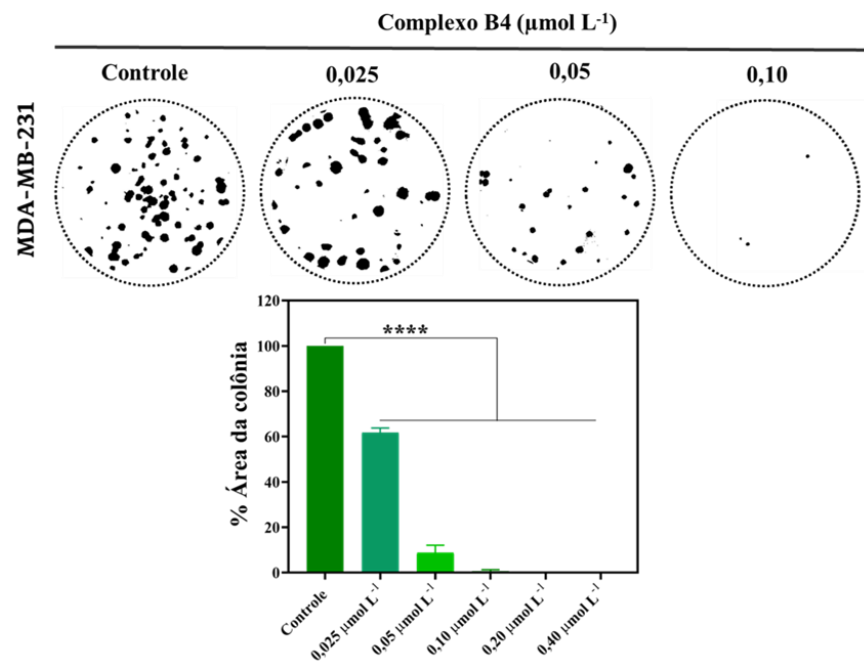 Complexo B4 (µmol L⁻¹)
Controle 0,025 0,05 0,10
MDA-MB-231
% Área da colônia
120
100
80
60
40
20
0
****
Controle
0,025 µmol L⁻¹
0,05 µmol L⁻¹
0,10 µmol L⁻¹
0,20 µmol L⁻¹
0,40 µmol L⁻¹